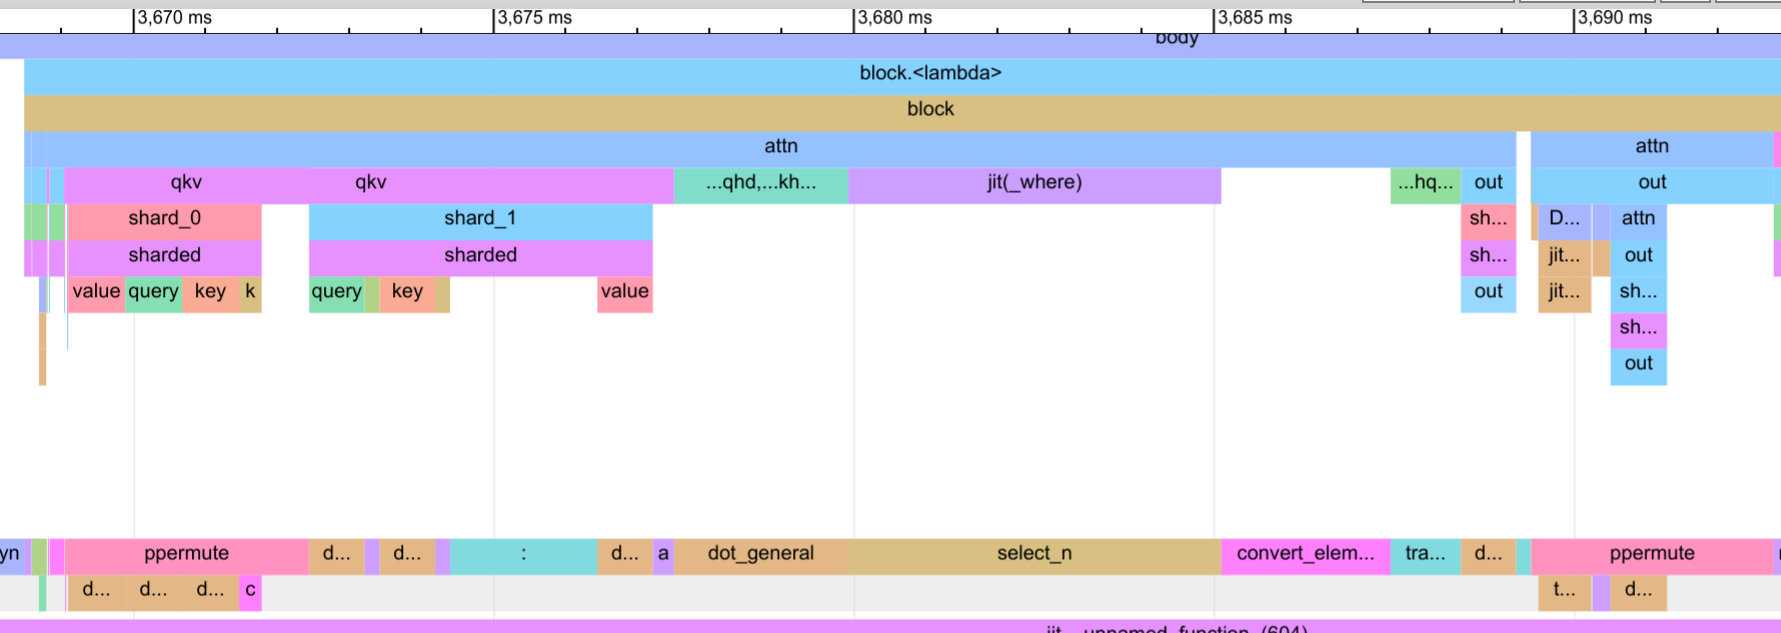 3,670 ms 3,675 ms 3,680 ms 3,685 ms 3,690 ms
body
block.<lambda>
block
attn attn
qkv qkv ...qhd,...kh... jit(_where) ...hq... out out
shard_0 shard_1 sh... D... attn
sharded sharded sh... jit... out
value query key k query key value out jit... sh...
sh...
out
yn ppermute d... d... : d... a dot_general select_n convert_elem... tra... d... ppermute
d... d... d... c t... d...
jit__unnamed_function_(604)